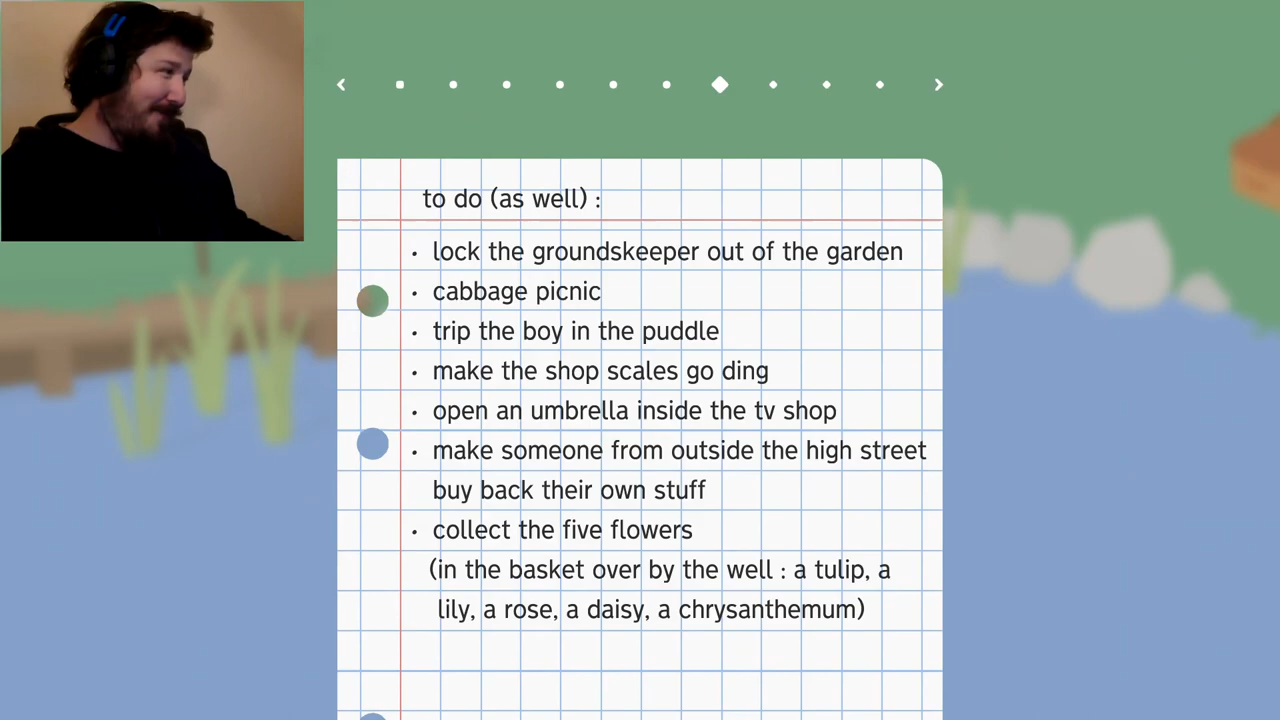 to do (as well) :
• lock the groundskeeper out of the garden
• cabbage picnic
• trip the boy in the puddle
• make the shop scales go ding
• open an umbrella inside the tv shop
• make someone from outside the high street
buy back their own stuff
• collect the five flowers
(in the basket over by the well : a tulip, a
lily, a rose, a daisy, a chrysanthemum)